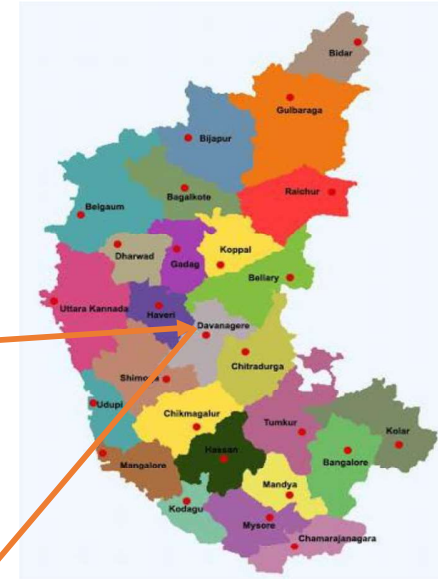 Bidar
Gulbaraga
Bijapur
Raichur
Bagalkote
Belgaum
Koppal
Dharwad
Gadag
Bellary
Uttara Kannada
Haveri
Davanagere
Chitradurga
Shimoga
Udupi
Chikmagalur
Tumkur
Kolar
Hassan
Bangalore
Mangalore
Mandya
Kodagu
Mysore
Chamarajanagara